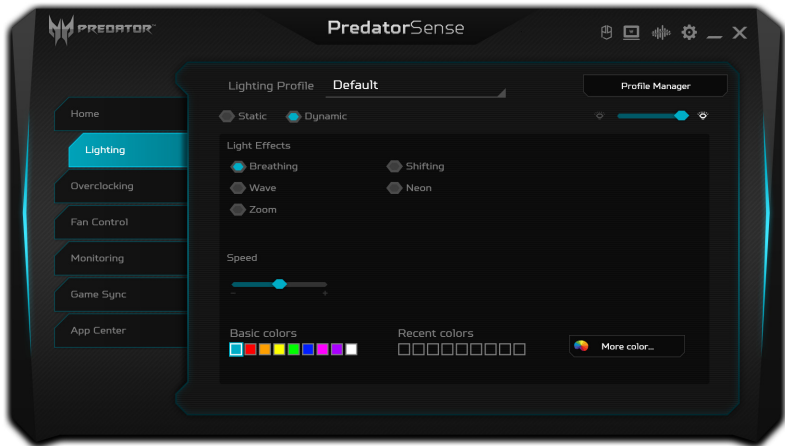 PREDATOR
PredatorSense
Lighting Profile Default
Profile Manager
Home
Lighting
Overclocking
Fan Control
Monitoring
Game Sync
App Center
Static Dynamic
Light Effects
Breathing Shifting
Wave Neon
Zoom
Speed
- +
Basic colors Recent colors
More color...